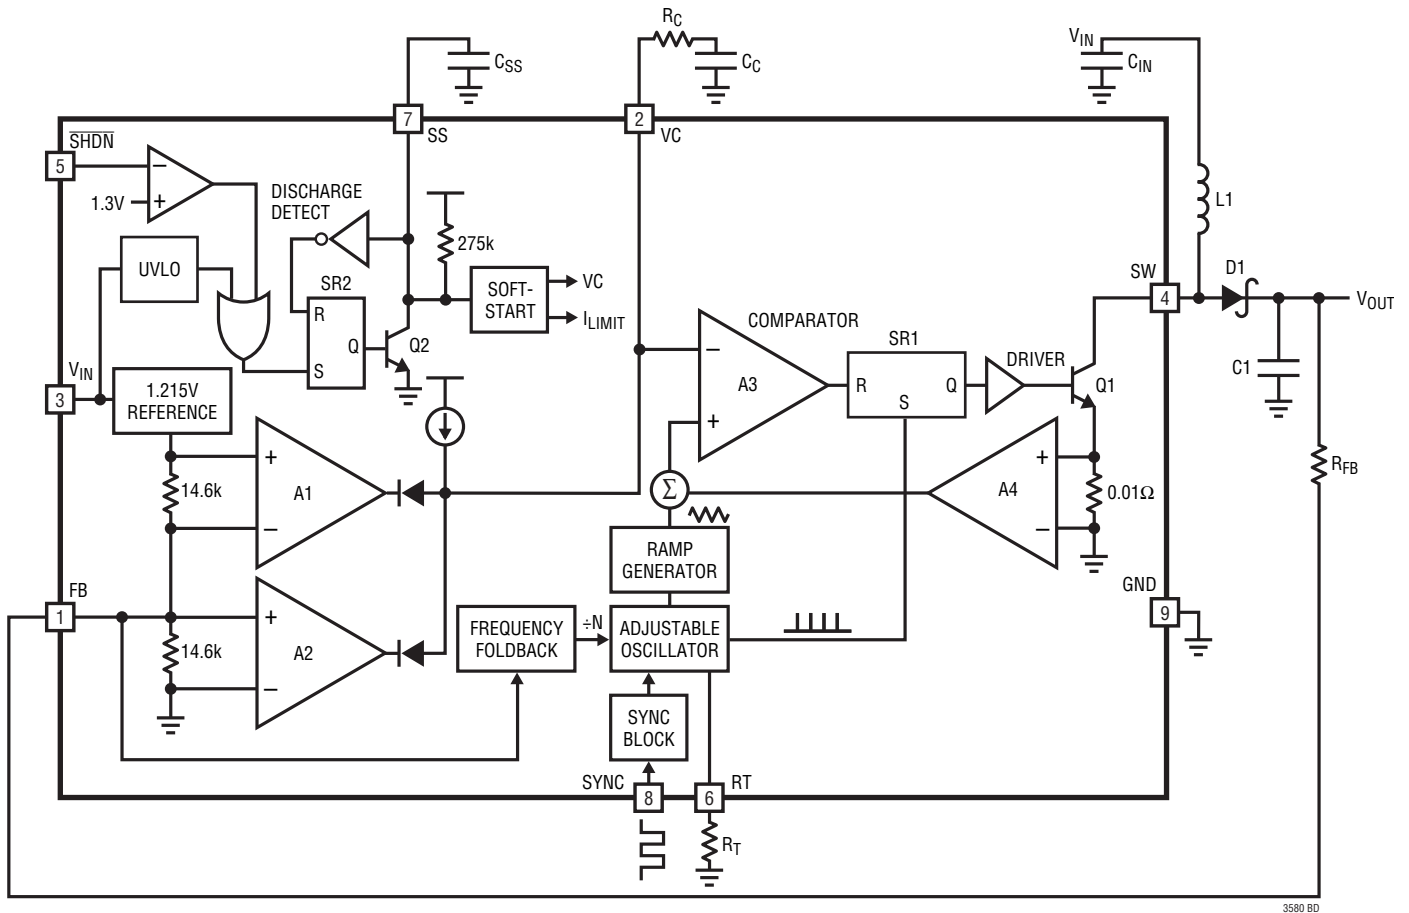 RC
CSS
CC
VIN
CIN
7
SS
2
VC
SHDN
5
1.3V
−
+
DISCHARGE
DETECT
275k
L1
UVLO
SR2
R
S
Q
Q2
SOFT-
START
VC
ILIMIT
COMPARATOR
−
A3
+
SR1
R
Q
S
DRIVER
Q1
SW
4
D1
VOUT
C1
VIN
3
1.215V
REFERENCE
14.6k
+
A1
−
Σ
+
A4
−
0.01Ω
RFB
RAMP
GENERATOR
GND
9
FB
1
14.6k
+
A2
−
FREQUENCY
FOLDBACK
÷N
ADJUSTABLE
OSCILLATOR
SYNC
BLOCK
SYNC
8
6
RT
RT
3580 BD